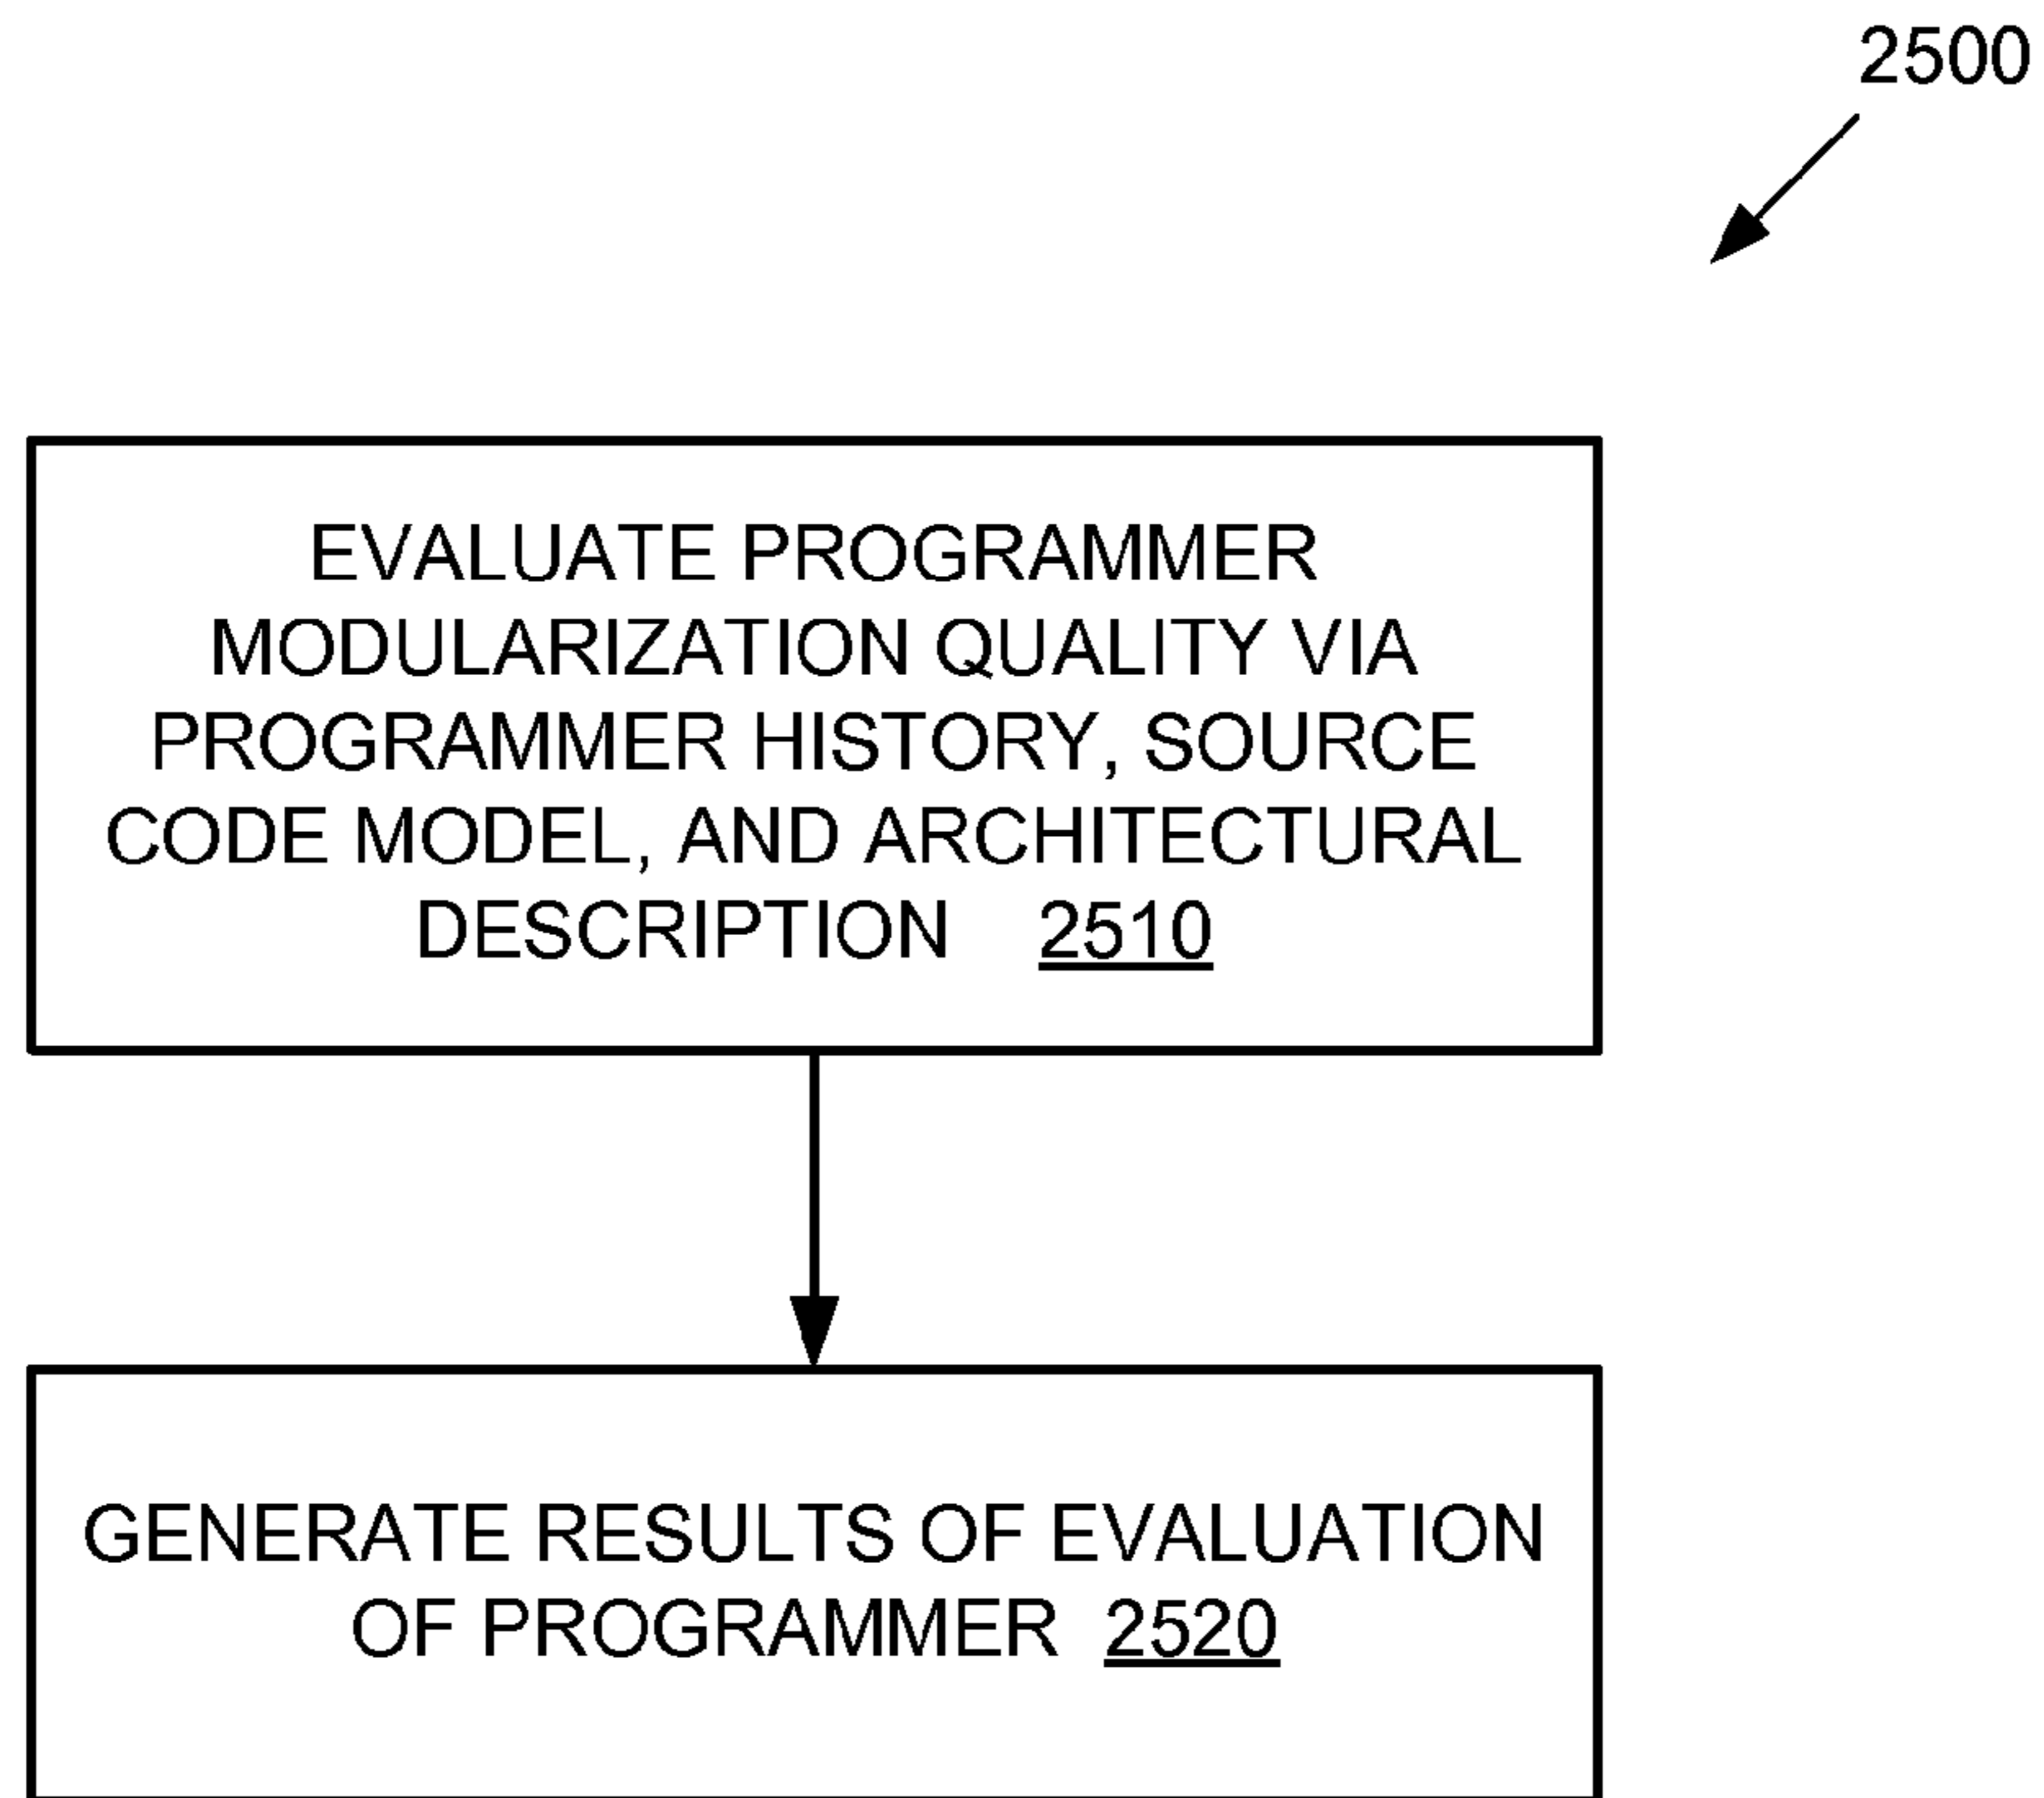 2500
EVALUATE PROGRAMMER
MODULARIZATION QUALITY VIA
PROGRAMMER HISTORY, SOURCE
CODE MODEL, AND ARCHITECTURAL
DESCRIPTION 2510
GENERATE RESULTS OF EVALUATION
OF PROGRAMMER 2520